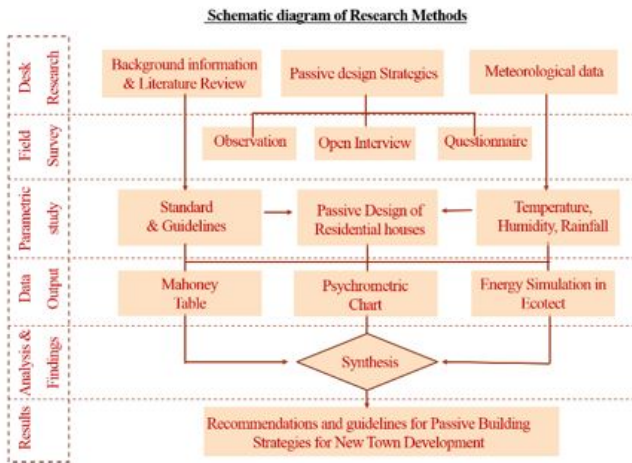 Schematic diagram of Research Methods
Desk
Research
Background information
& Literature Review
Passive design Strategies
Meteorological data
Field
Survey
Observation
Open Interview
Questionnaire
Parametric
study
Standard
& Guidelines
Passive Design of
Residential houses
Temperature,
Humidity, Rainfall
Data
Output
Mahoney
Table
Psychrometric
Chart
Energy Simulation in
Ecotect
Analysis &
Findings
Synthesis
Results
Recommendations and guidelines for Passive Building
Strategies for New Town Development